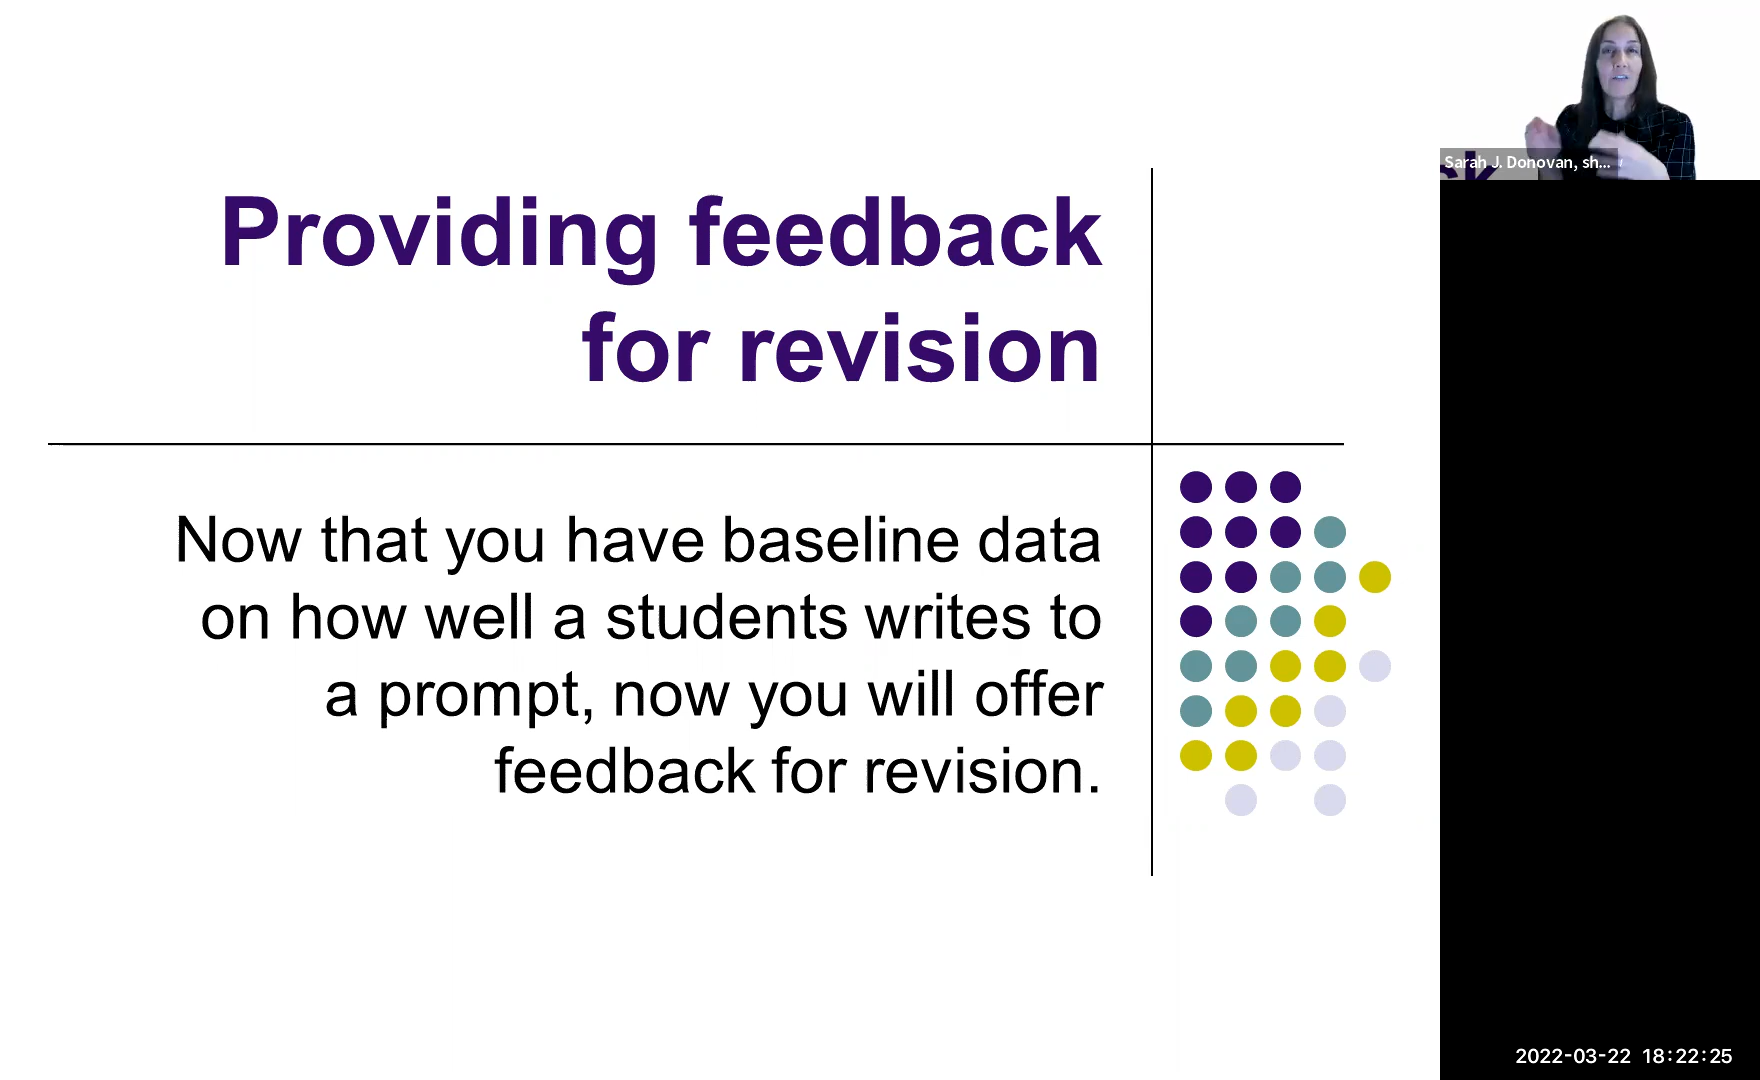 Providing feedback
for revision
Now that you have baseline data
on how well a students writes to
a prompt, now you will offer
feedback for revision.
Sarah J. Donovan, sh...
ck
2022-03-22 18:22:25